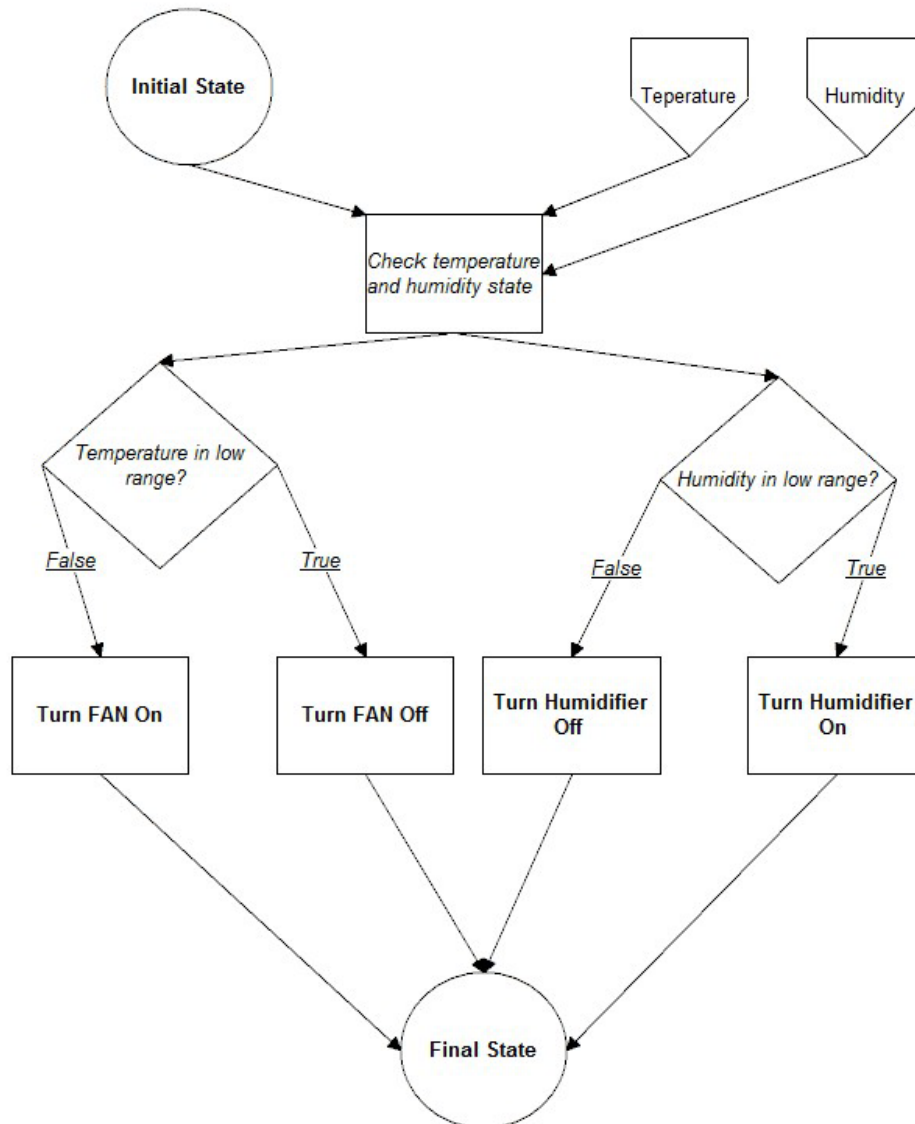 Initial State
Teperature
Humidity
Check temperature
and humidity state
Temperature in low
range?
Humidity in low range?
False
True
False
True
Turn FAN On
Turn FAN Off
Turn Humidifier
Off
Turn Humidifier
On
Final State